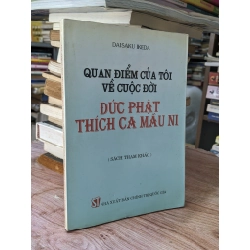 DAISAKU IKEDA
QUAN ĐIỂM CỦA TÔI
VỀ CUỘC ĐỜI
ĐỨC PHẬT
THÍCH CA MÂU NI
(SÁCH THAM KHẢO)
NHÀ XUẤT BẢN CHÍNH TRỊ QUỐC GIA